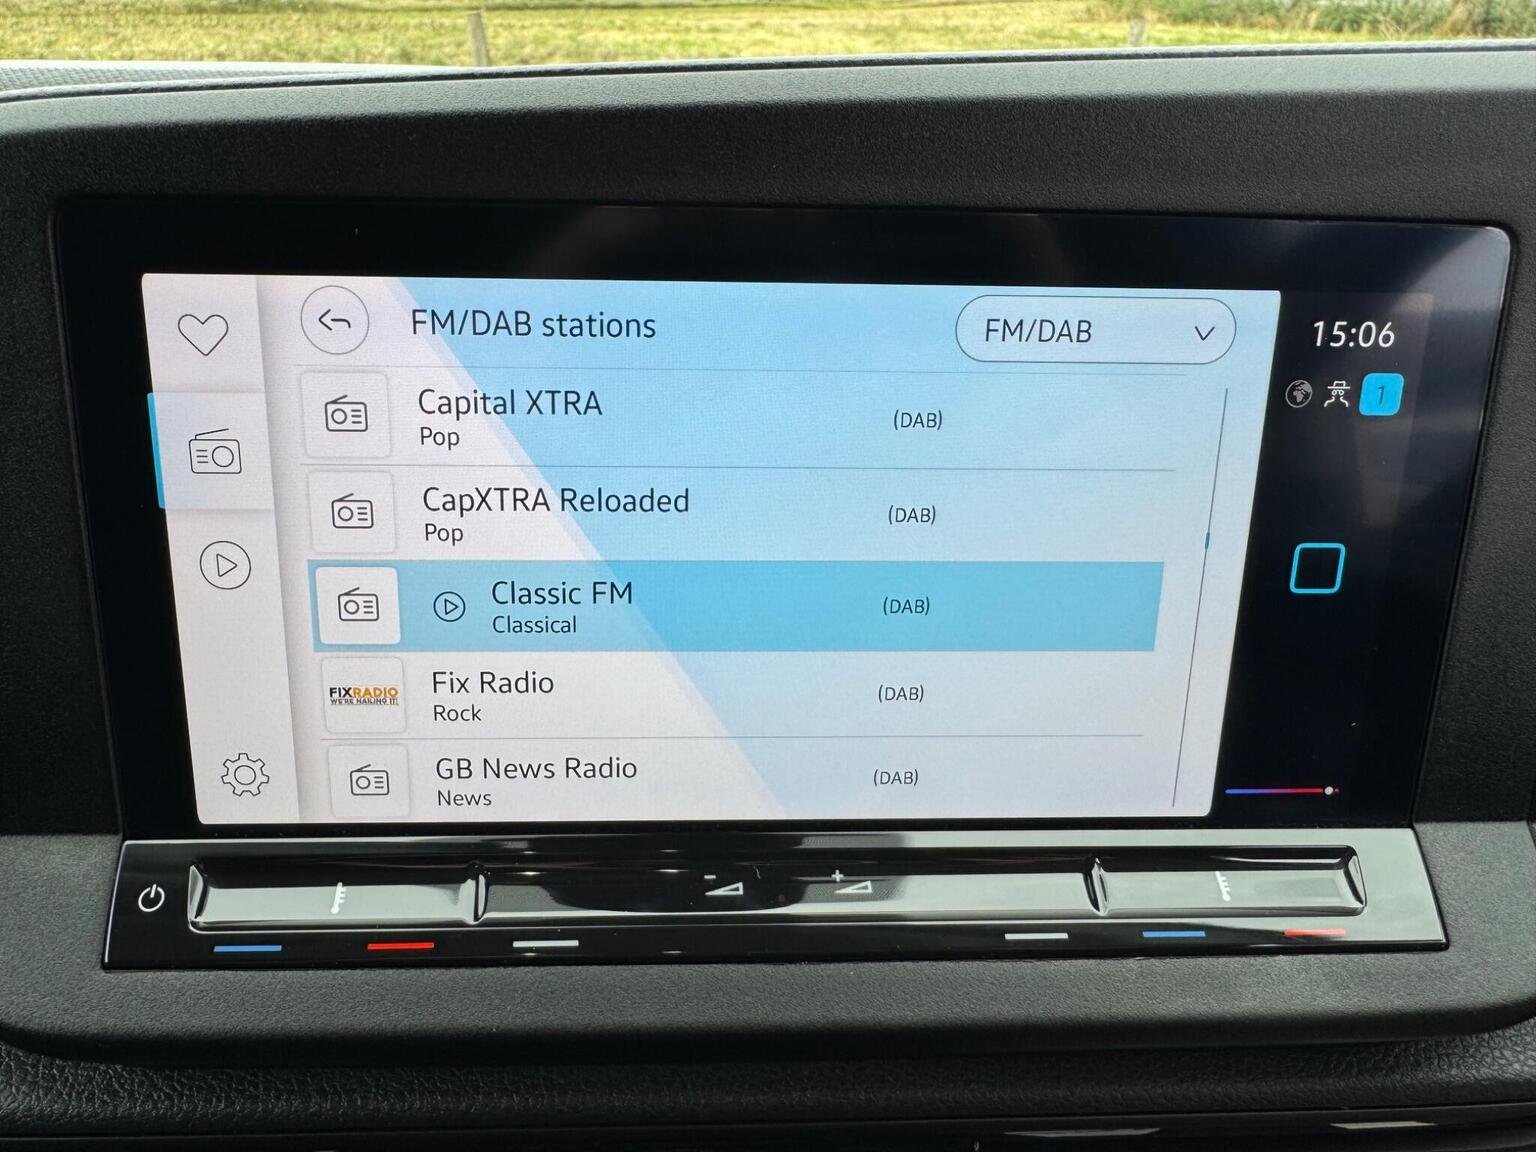 FM/DAB stations
FM/DAB
15:06
1
Capital XTRA
(DAB)
Pop
CapXTRA Reloaded
(DAB)
Pop
Classic FM
(DAB)
Classical
FIXRADIO
WE'RE NAILING IT!
Fix Radio
(DAB)
Rock
GB News Radio
(DAB)
News
- +